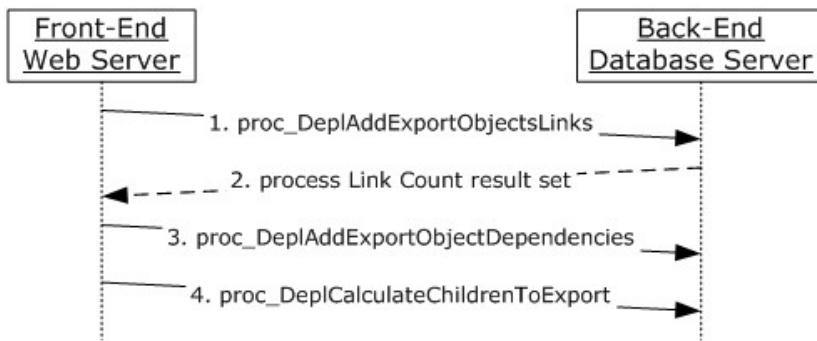 Front-End
Web Server
Back-End
Database Server
1. proc_DeplAddExportObjectsLinks
2. process Link Count result set
3. proc_DeplAddExportObjectDependencies
4. proc_DeplCalculateChildrenToExport